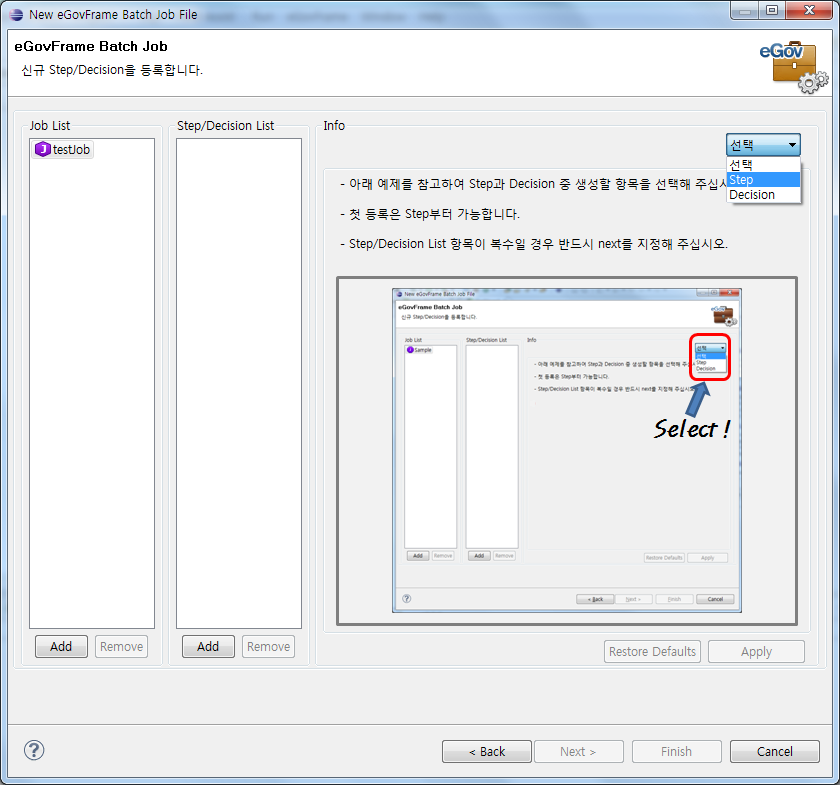 New eGovFrame Batch Job File
eGovFrame Batch Job
신규 Step/Decision을 등록합니다.
eGov
Job List
Step/Decision List
Info
testJob
선택
선택
Step
Decision
- 아래 예제를 참고하여 Step과 Decision 중 생성할 항목을 선택해 주십시
- 첫 등록은 Step부터 가능합니다.
- Step/Decision List 항목이 복수일 경우 반드시 next를 지정해 주십시오.
New eGovFrame Batch Job File
eGovFrame Batch Job
신규 Step/Decision을 등록합니다.
Job List
Step/Decision List
Info
Sample
선택
선택
Step
Decision
- 아래 예제를 참고하여 Step과 Decision 중 생성할 항목을 선택해 주십시
- 첫 등록은 Step부터 가능합니다.
- Step/Decision List 항목이 복수일 경우 반드시 next를 지정해 주십시오
Select !
Add
Remove
Add
Remove
Restore Defaults
Apply
?
< Back
Next >
Finish
Cancel
Add
Remove
Add
Remove
Restore Defaults
Apply
?
< Back
Next >
Finish
Cancel